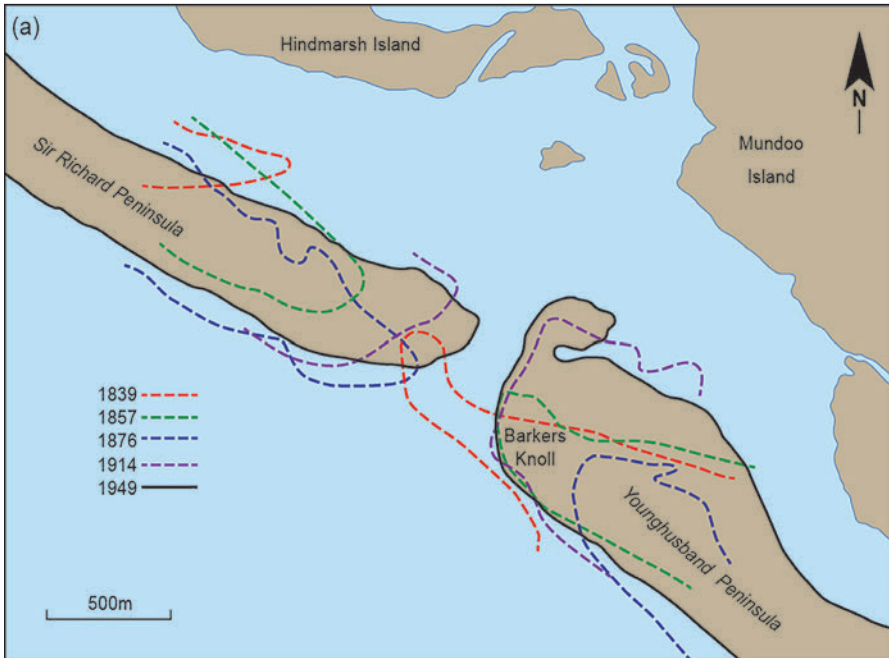 (a)
Hindmarsh Island
N
Mundoo
Island
Sir Richard Peninsula
1839
1857
1876
1914
1949
Barkers
Knoll
Younghusband Peninsula
500m